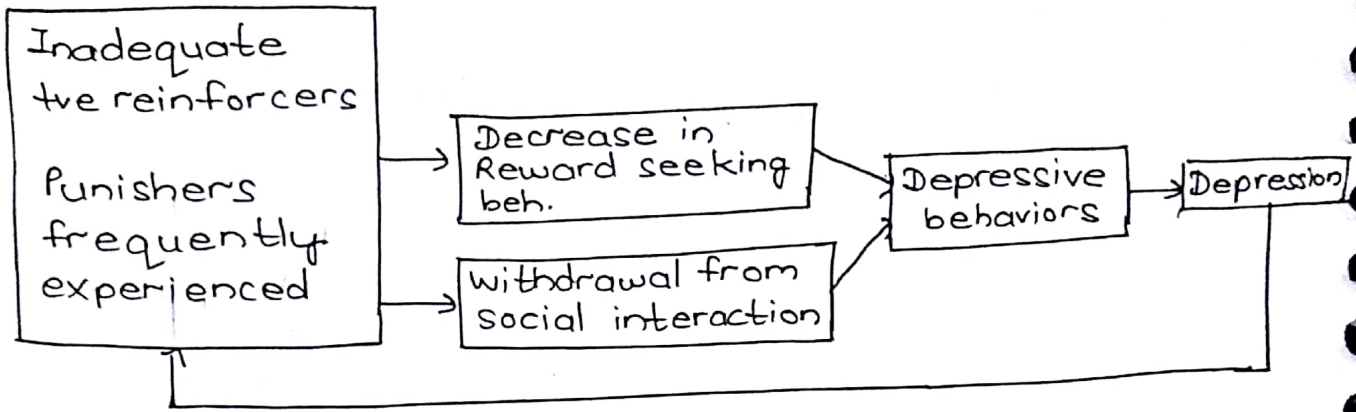 Inadequate
+ve reinforcers
Punishers
frequently
experienced
Decrease in
Reward seeking
beh.
withdrawal from
social interaction
Depressive
behaviors
Depression